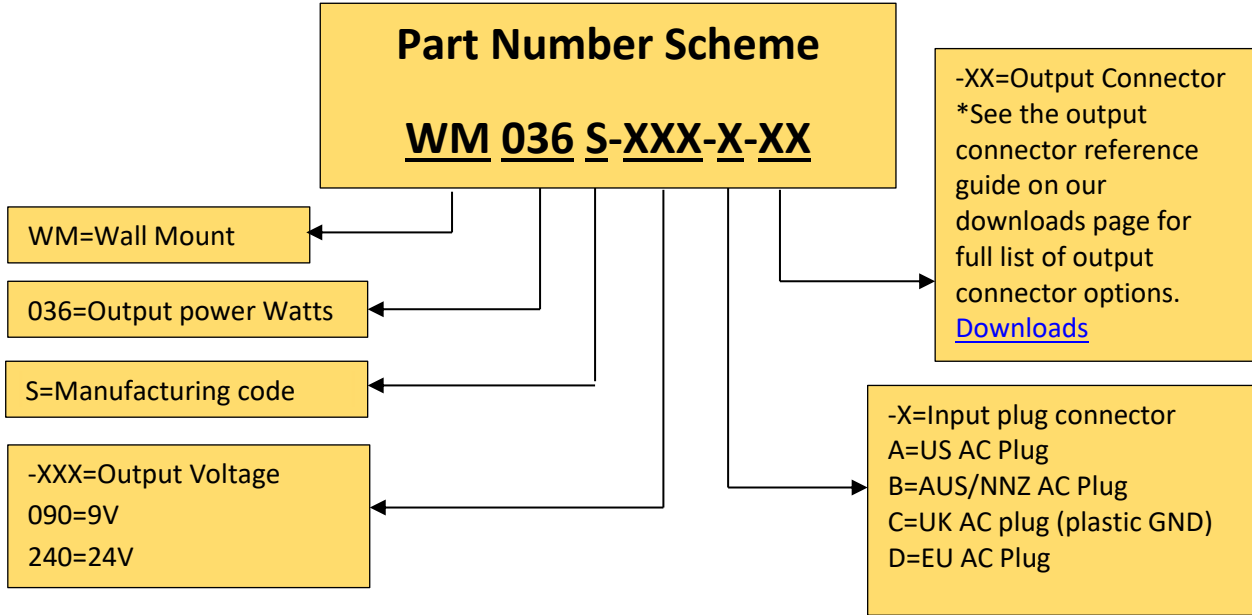 Part Number Scheme
WM 036 S-XXX-X-XX
WM=Wall Mount
036=Output power Watts
S=Manufacturing code
-XXX=Output Voltage
090=9V
240=24V
-XX=Output Connector
*See the output
connector reference
guide on our
downloads page for
full list of output
connector options.
Downloads
-X=Input plug connector
A=US AC Plug
B=AUS/NNZ AC Plug
C=UK AC plug (plastic GND)
D=EU AC Plug